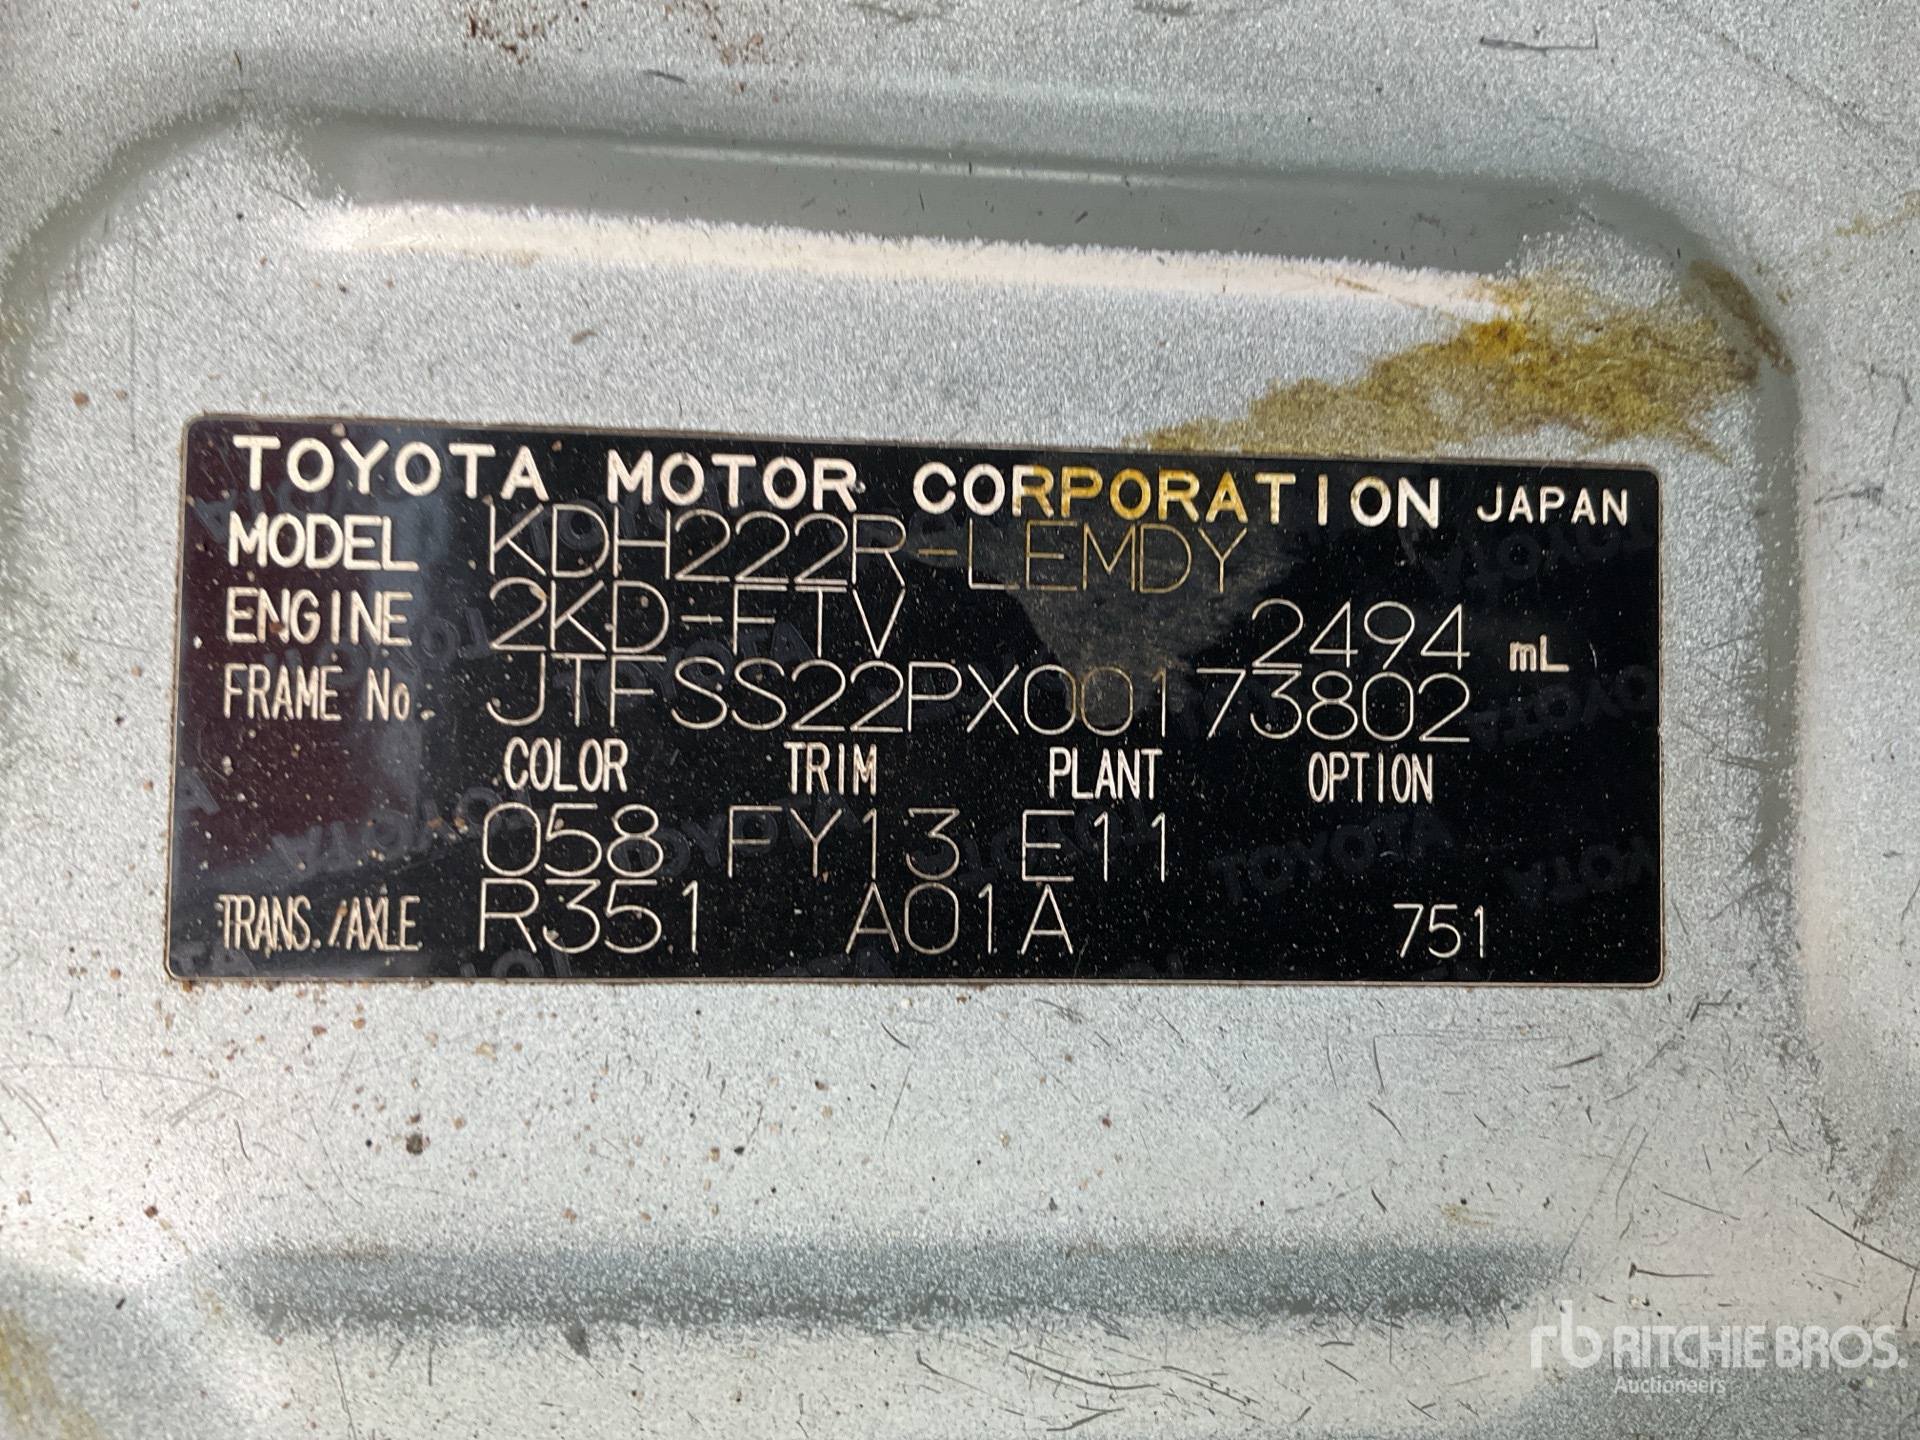 TOYOTA MOTOR CORPORATION JAPAN
MODEL KDH222R-LEMDY
ENGINE 2KD-FTV 2494 mL
FRAME No. JTFSS22PX00173802
COLOR TRIM PLANT OPTION
058 FY13 E11
TRANS./AXLE R351 A01A 751
rb RITCHIE BROS.
Auctioneers